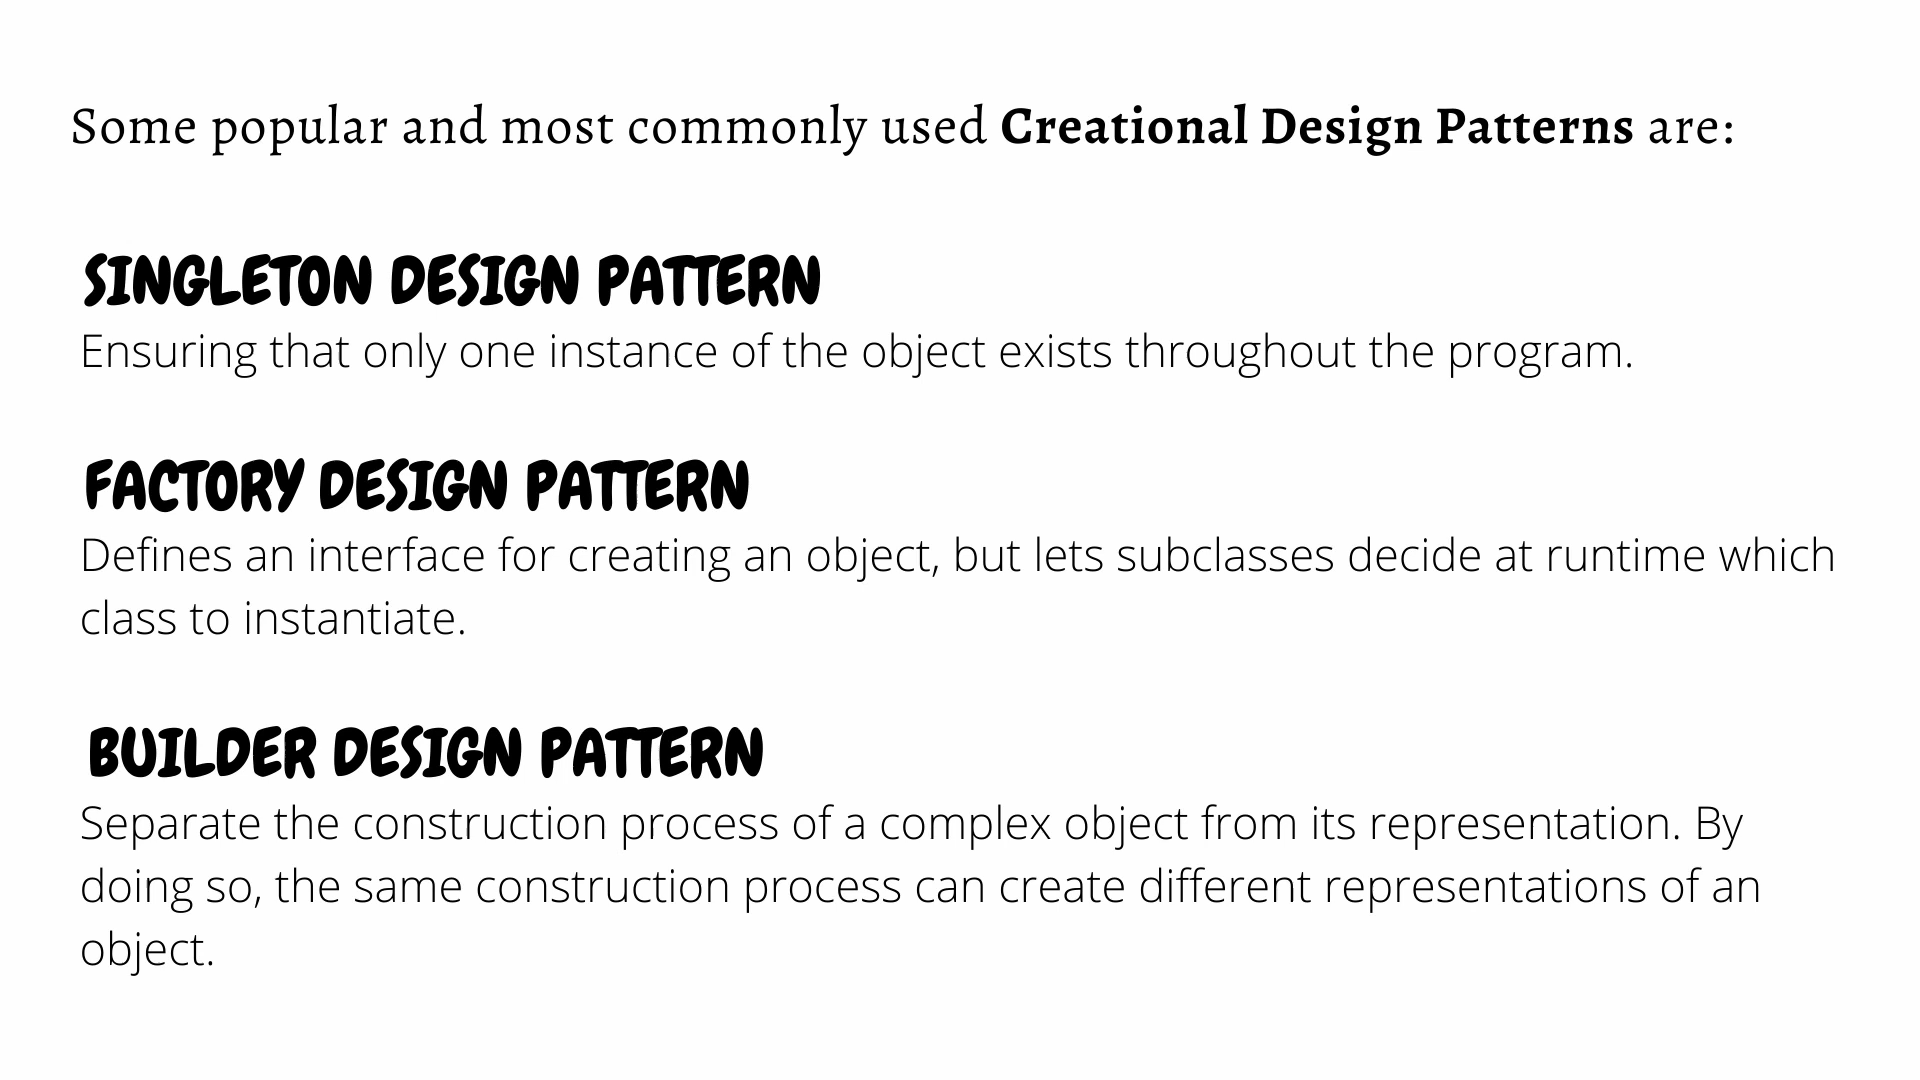 Some popular and most commonly used Creational Design Patterns are:
SINGLETON DESIGN PATTERN
Ensuring that only one instance of the object exists throughout the program.
FACTORY DESIGN PATTERN
Defines an interface for creating an object, but lets subclasses decide at runtime which
class to instantiate.
BUILDER DESIGN PATTERN
Separate the construction process of a complex object from its representation. By
doing so, the same construction process can create different representations of an
object.